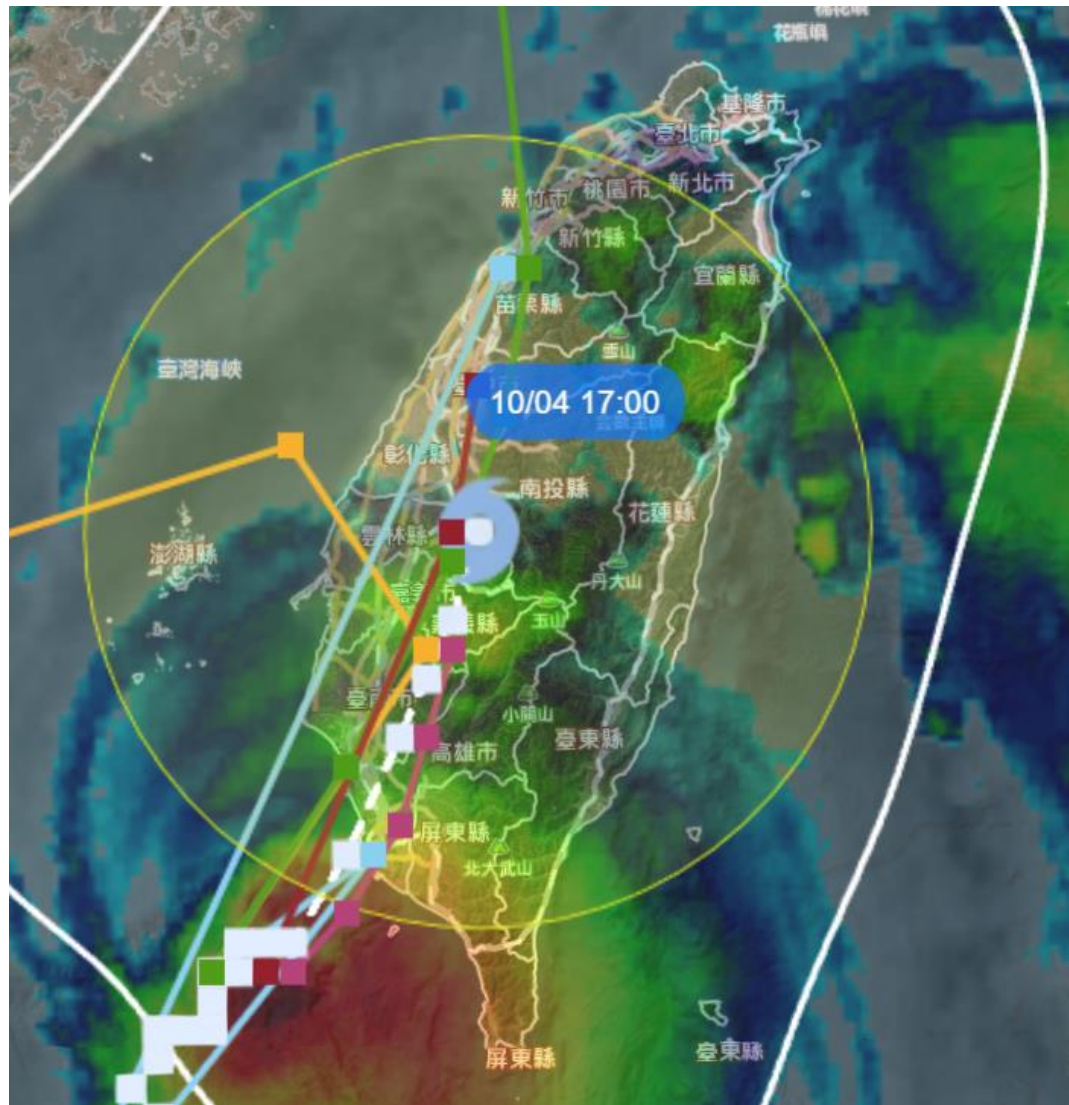 棉花嶼
花瓶嶼
基隆市
臺北市
新竹市
桃園市
新北市
新竹縣
宜蘭縣
苗栗縣
雪山
臺灣海峽
10/04 17:00
彰化縣
南投縣
花蓮縣
雲林縣
澎湖縣
丹大山
玉山
臺南市
小關山
臺東縣
高雄市
屏東縣
北大武山
屏東縣
臺東縣